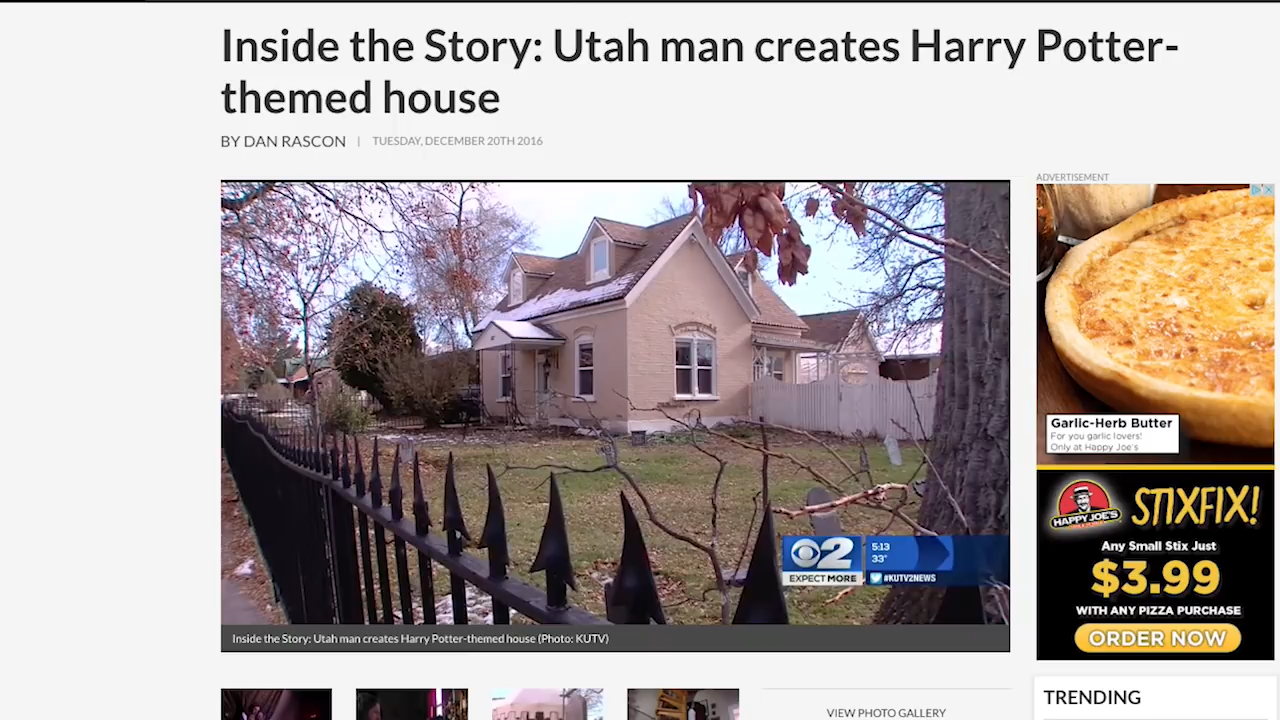 Inside the Story: Utah man creates Harry Potter-
themed house
BY DAN RASCON | TUESDAY, DECEMBER 20TH 2016
ADVERTISEMENT
Garlic-Herb Butter
For you garlic lovers!
Only at Happy Joe's
2
EXPECT MORE
5:13
33°
#KUTV2NEWS
Inside the Story: Utah man creates Harry Potter-themed house (Photo: KUTV)
HAPPY JOE'S
STIXFIX!
Any Small Stix Just
$3.99
WITH ANY PIZZA PURCHASE
ORDER NOW
TRENDING
VIEW PHOTO GALLERY